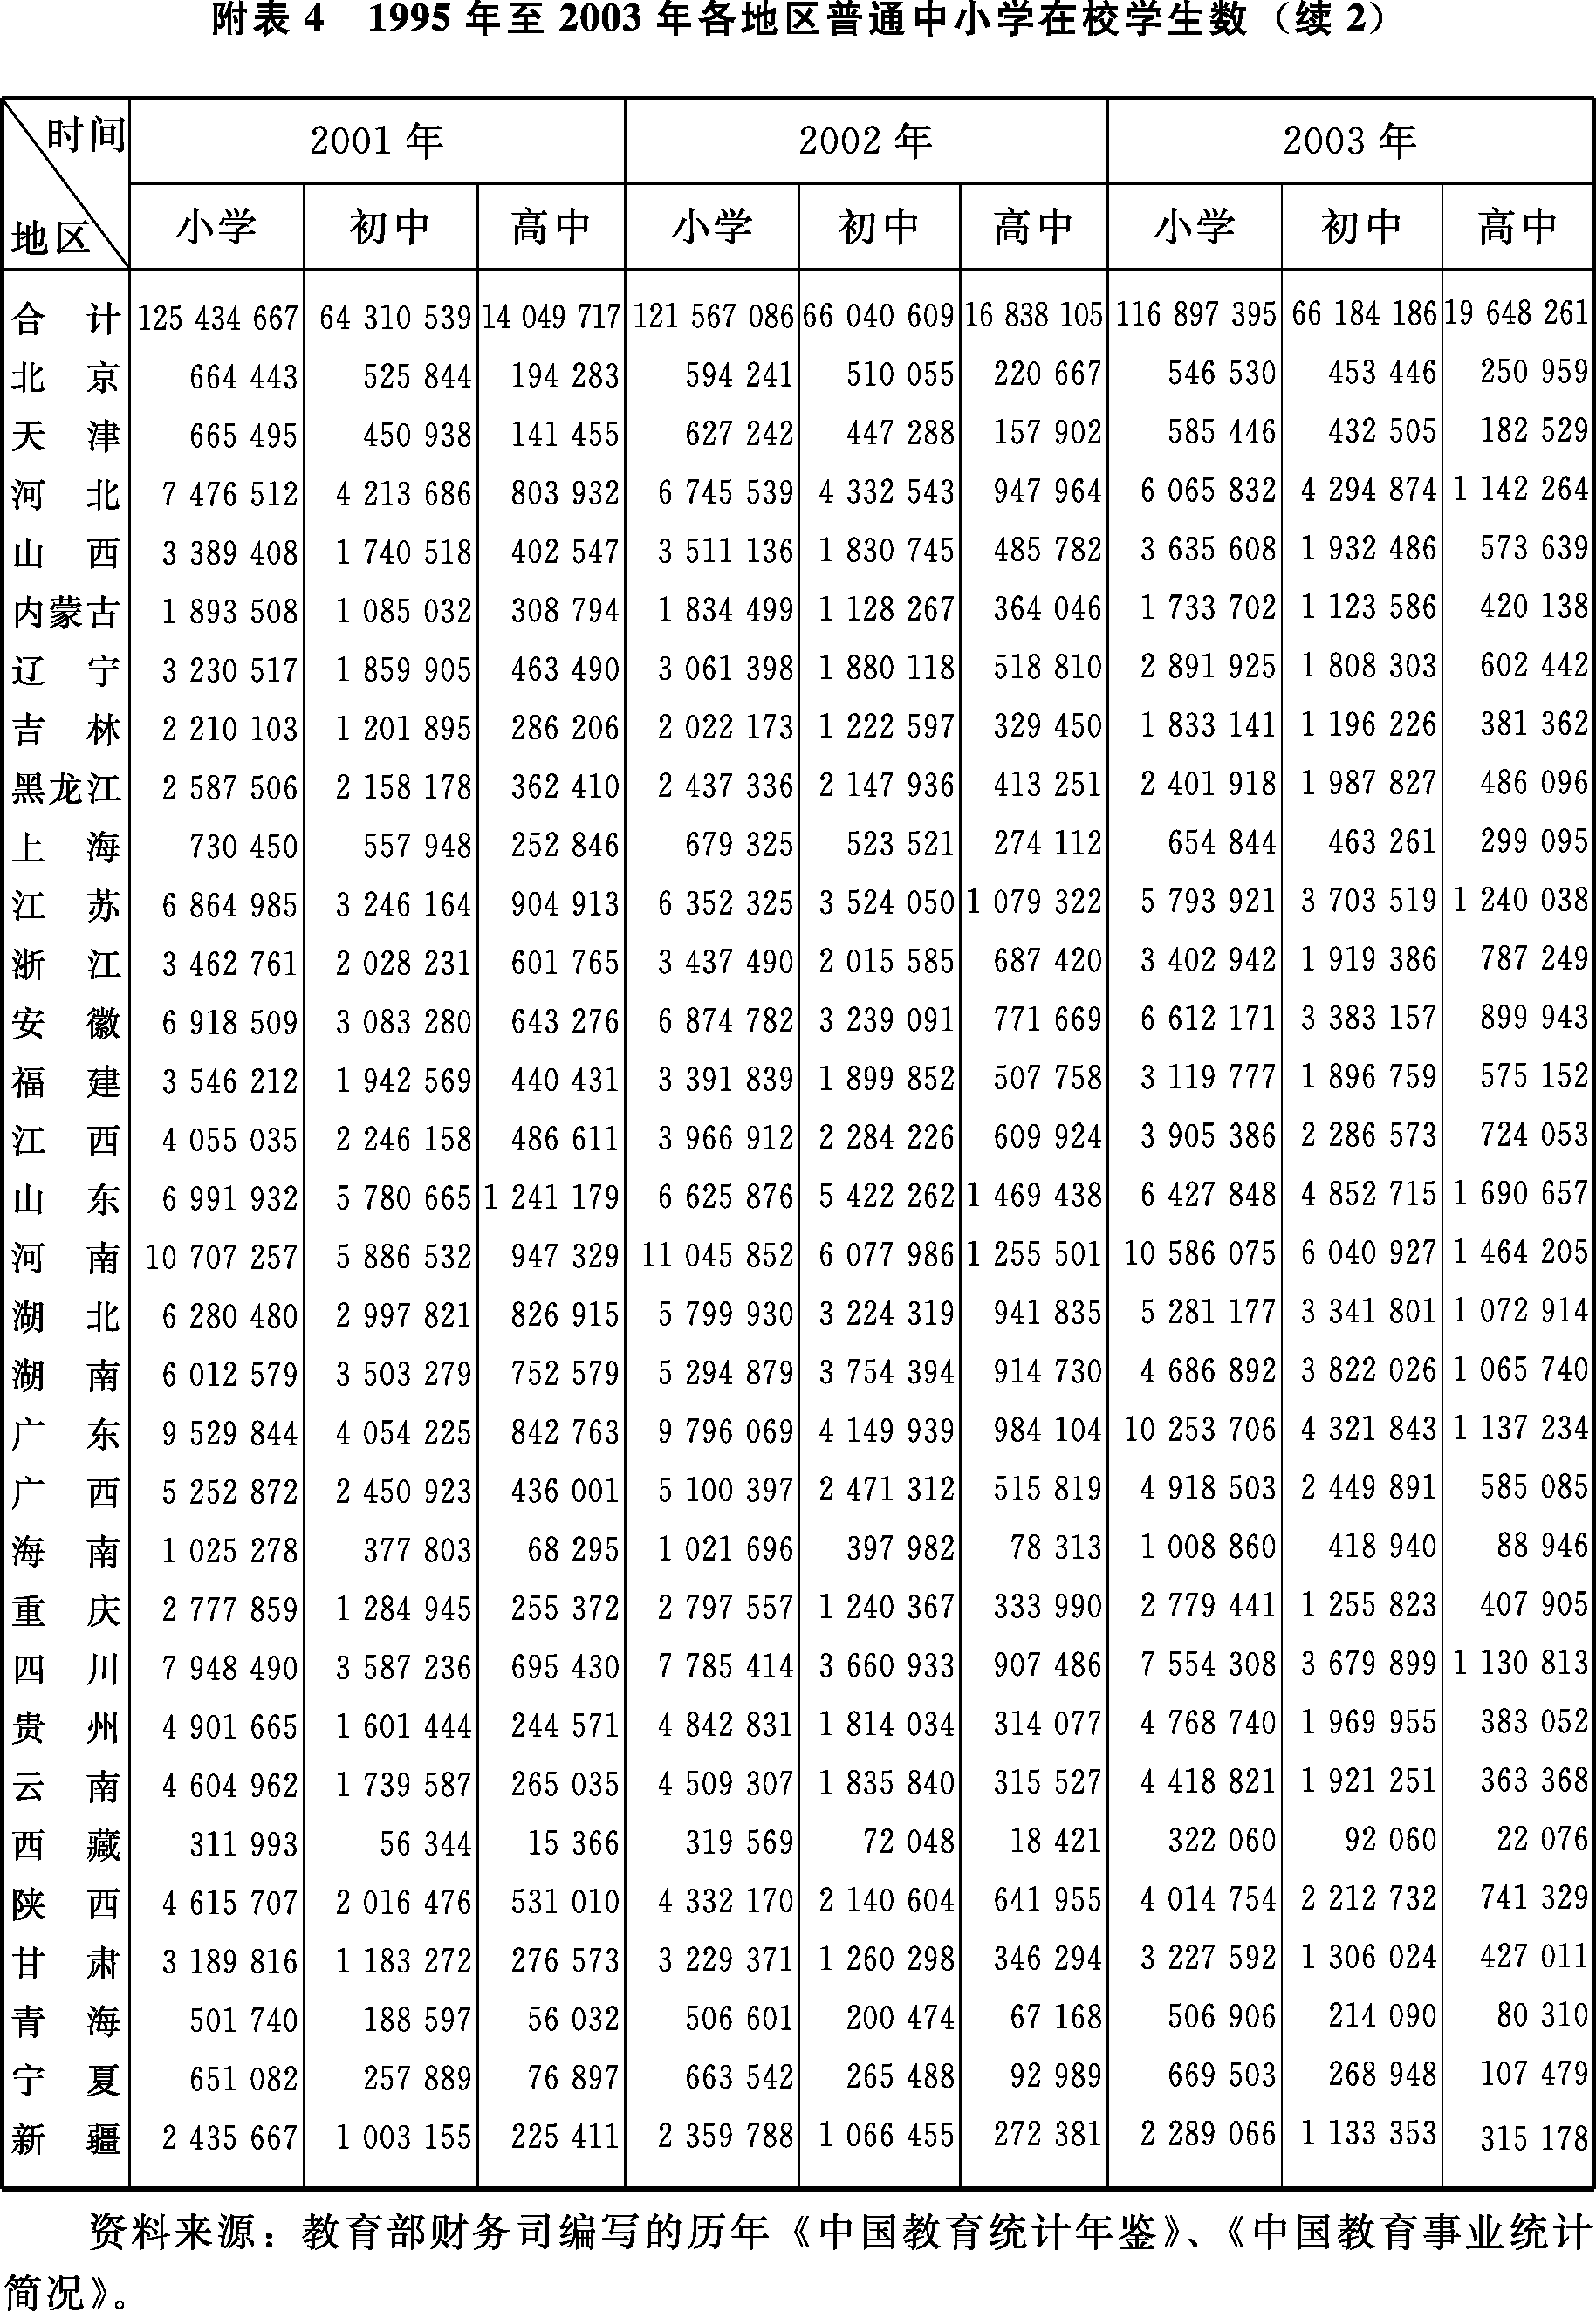 附表 4　1995 年至 2003 年各地区普通中小学在校学生数（续 2）
时间 2001 年 2002 年 2003 年
地区 小学 初中 高中 小学 初中 高中 小学 初中 高中
合 计 125 434 667 64 310 539 14 049 717 121 567 086 66 040 609 16 838 105 116 897 395 66 184 186 19 648 261
北 京 664 443 525 844 194 283 594 241 510 055 220 667 546 530 453 446 250 959
天 津 665 495 450 938 141 455 627 242 447 288 157 902 585 446 432 505 182 529
河 北 7 476 512 4 213 686 803 932 6 745 539 4 332 543 947 964 6 065 832 4 294 874 1 142 264
山 西 3 389 408 1 740 518 402 547 3 511 136 1 830 745 485 782 3 635 608 1 932 486 573 639
内蒙古 1 893 508 1 085 032 308 794 1 834 499 1 128 267 364 046 1 733 702 1 123 586 420 138
辽 宁 3 230 517 1 859 905 463 490 3 061 398 1 880 118 518 810 2 891 925 1 808 303 602 442
吉 林 2 210 103 1 201 895 286 206 2 022 173 1 222 597 329 450 1 833 141 1 196 226 381 362
黑龙江 2 587 506 2 158 178 362 410 2 437 336 2 147 936 413 251 2 401 918 1 987 827 486 096
上 海 730 450 557 948 252 846 679 325 523 521 274 112 654 844 463 261 299 095
江 苏 6 864 985 3 246 164 904 913 6 352 325 3 524 050 1 079 322 5 793 921 3 703 519 1 240 038
浙 江 3 462 761 2 028 231 601 765 3 437 490 2 015 585 687 420 3 402 942 1 919 386 787 249
安 徽 6 918 509 3 083 280 643 276 6 874 782 3 239 091 771 669 6 612 171 3 383 157 899 943
福 建 3 546 212 1 942 569 440 431 3 391 839 1 899 852 507 758 3 119 777 1 896 759 575 152
江 西 4 055 035 2 246 158 486 611 3 966 912 2 284 226 609 924 3 905 386 2 286 573 724 053
山 东 6 991 932 5 780 665 1 241 179 6 625 876 5 422 262 1 469 438 6 427 848 4 852 715 1 690 657
河 南 10 707 257 5 886 532 947 329 11 045 852 6 077 986 1 255 501 10 586 075 6 040 927 1 464 205
湖 北 6 280 480 2 997 821 826 915 5 799 930 3 224 319 941 835 5 281 177 3 341 801 1 072 914
湖 南 6 012 579 3 503 279 752 579 5 294 879 3 754 394 914 730 4 686 892 3 822 026 1 065 740
广 东 9 529 844 4 054 225 842 763 9 796 069 4 149 939 984 104 10 253 706 4 321 843 1 137 234
广 西 5 252 872 2 450 923 436 001 5 100 397 2 471 312 515 819 4 918 503 2 449 891 585 085
海 南 1 025 278 377 803 68 295 1 021 696 397 982 78 313 1 008 860 418 940 88 946
重 庆 2 777 859 1 284 945 255 372 2 797 557 1 240 367 333 990 2 779 441 1 255 823 407 905
四 川 7 948 490 3 587 236 695 430 7 785 414 3 660 933 907 486 7 554 308 3 679 899 1 130 813
贵 州 4 901 665 1 601 444 244 571 4 842 831 1 814 034 314 077 4 768 740 1 969 955 383 052
云 南 4 604 962 1 739 587 265 035 4 509 307 1 835 840 315 527 4 418 821 1 921 251 363 368
西 藏 311 993 56 344 15 366 319 569 72 048 18 421 322 060 92 060 22 076
陕 西 4 615 707 2 016 476 531 010 4 332 170 2 140 604 641 955 4 014 754 2 212 732 741 329
甘 肃 3 189 816 1 183 272 276 573 3 229 371 1 260 298 346 294 3 227 592 1 306 024 427 011
青 海 501 740 188 597 56 032 506 601 200 474 67 168 506 906 214 090 80 310
宁 夏 651 082 257 889 76 897 663 542 265 488 92 989 669 503 268 948 107 479
新 疆 2 435 667 1 003 155 225 411 2 359 788 1 066 455 272 381 2 289 066 1 133 353 315 178
资料来源：教育部财务司编写的历年《中国教育统计年鉴》、《中国教育事业统计
简况》。